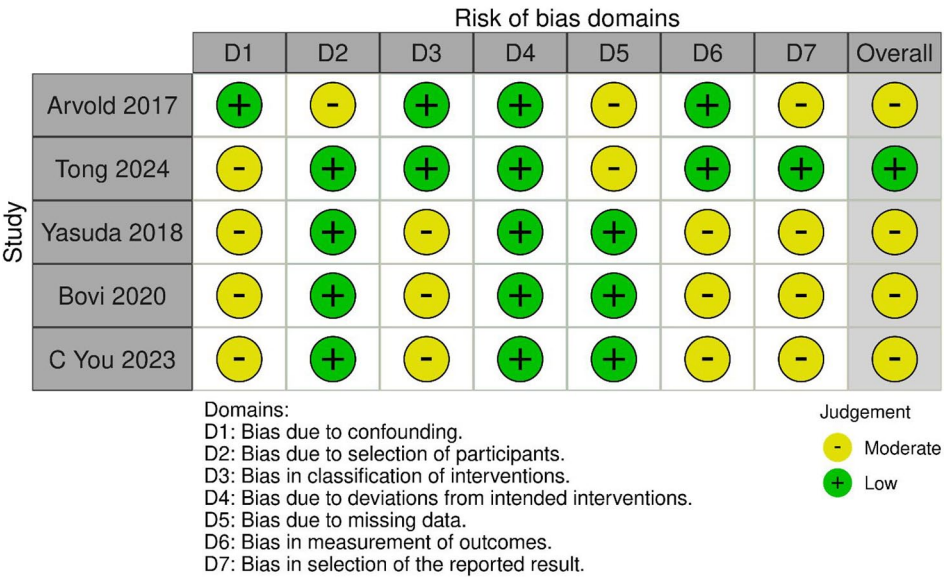 Risk of bias domains
D1 D2 D3 D4 D5 D6 D7 Overall
Study
Arvold 2017 + - + + - + - -
Tong 2024 - + + + - + + +
Yasuda 2018 - + - + + - - -
Bovi 2020 - + - + + - - -
C You 2023 - + - + + - - -
Domains:
D1: Bias due to confounding.
D2: Bias due to selection of participants.
D3: Bias in classification of interventions.
D4: Bias due to deviations from intended interventions.
D5: Bias due to missing data.
D6: Bias in measurement of outcomes.
D7: Bias in selection of the reported result.
Judgement
- Moderate
+ Low